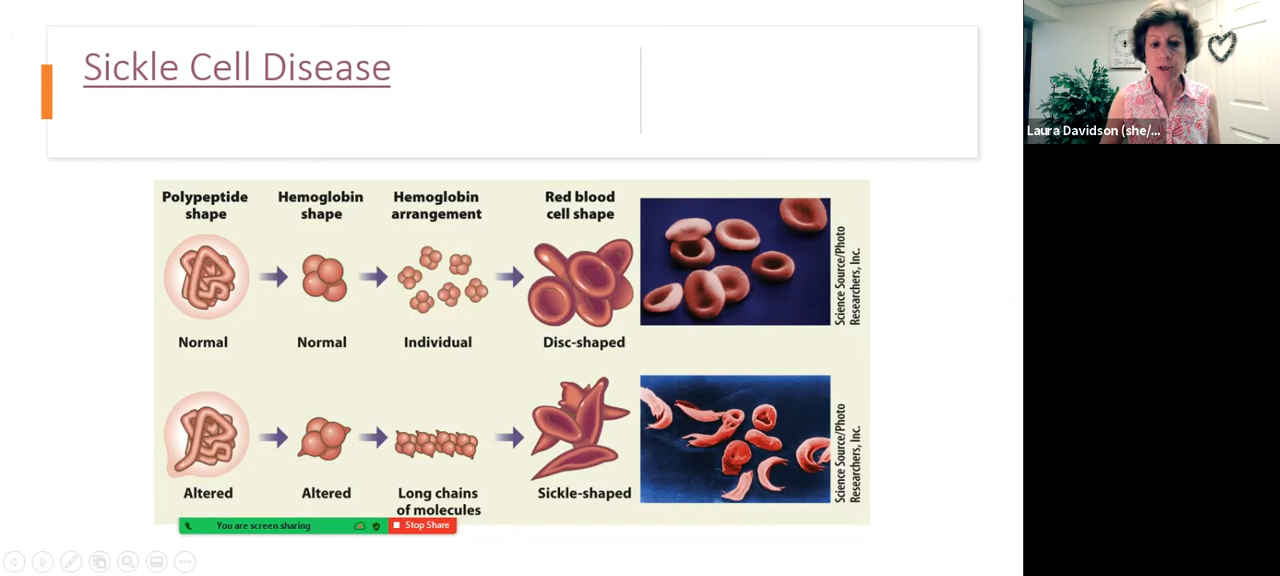 Sickle Cell Disease
Laura Davidson (she/...
Polypeptide
shape
Hemoglobin
shape
Hemoglobin
arrangement
Red blood
cell shape
Science Source/Photo
Researchers, Inc.
Normal
Normal
Individual
Disc-shaped
Science Source/Photo
Researchers, Inc.
Altered
Altered
Long chains
of molecules
Sickle-shaped
You are screen sharing
Stop Share